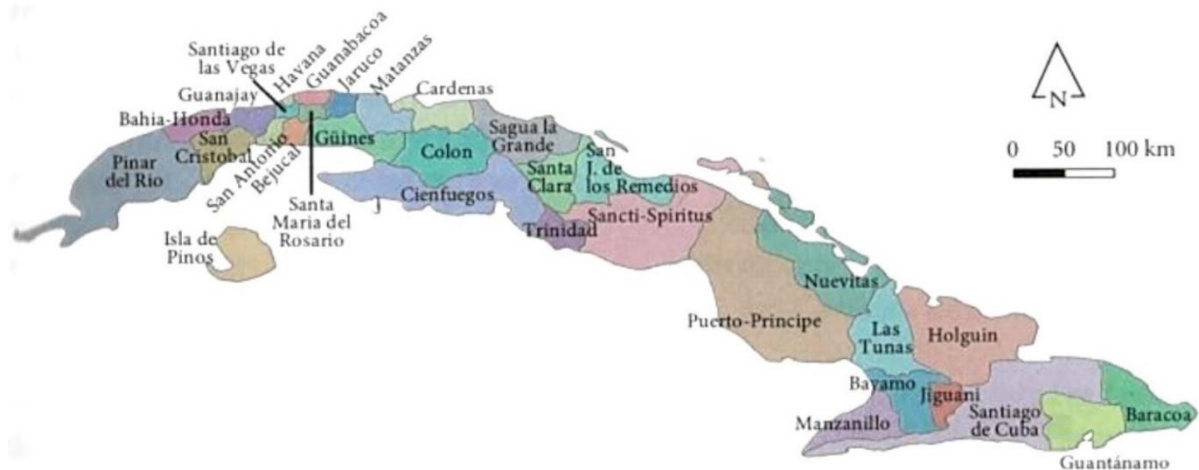 Santiago de
las Vegas
Havana
Guanabacoa
Jaruco
Matanzas
Guanajay
Cardenas
Bahia-Honda
San
Cristobal
Güines
Sagua la
Grande
Pinar
del Rio
San Antonio
Bejucal
Colon
Santa
Clara
San
J. de
los Remedios
Cienfuegos
J
Santa
Maria del
Rosario
Trinidad
Sancti-Spiritus
Isla de
Pinos
Nuevitas
Puerto-Principe
Las
Tunas
Holguin
Bayamo
Jiguani
Manzanillo
Santiago
de Cuba
Baracoa
Guantánamo
N
0 50 100 km